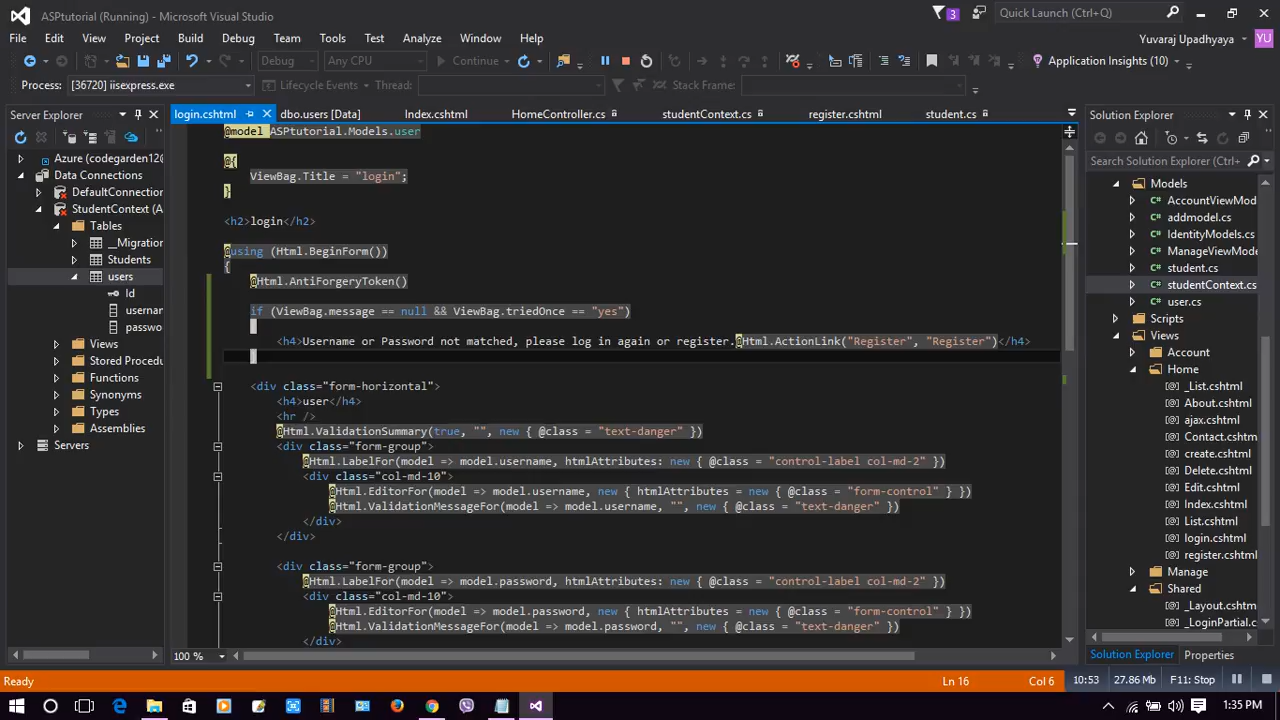 ASPtutorial (Running) - Microsoft Visual Studio
3
Quick Launch (Ctrl+Q)
File Edit View Project Build Debug Team Tools Test Analyze Window Help
Yuvaraj Upadhyaya YU
Debug Any CPU Continue Application Insights (10)
Process: [36720] iisexpress.exe Lifecycle Events Thread: Stack Frame:
Server Explorer
Azure (codegarden12@
Data Connections
DefaultConnection
StudentContext (A
Tables
__Migration
Students
users
Id
usernan
passwo
Views
Stored Procedu
Functions
Synonyms
Types
Assemblies
Servers
login.cshtml dbo.users [Data] Index.cshtml HomeController.cs studentContext.cs register.cshtml student.cs
@model ASPtutorial.Models.user
@{
ViewBag.Title = "login";
}
<h2>login</h2>
@using (Html.BeginForm())
{
@Html.AntiForgeryToken()
if (ViewBag.message == null && ViewBag.triedOnce == "yes")
{
<h4>Username or Password not matched, please log in again or register.@Html.ActionLink("Register", "Register")</h4>
}
<div class="form-horizontal">
<h4>user</h4>
<hr />
@Html.ValidationSummary(true, "", new { @class = "text-danger" })
<div class="form-group">
@Html.LabelFor(model => model.username, htmlAttributes: new { @class = "control-label col-md-2" })
<div class="col-md-10">
@Html.EditorFor(model => model.username, new { htmlAttributes = new { @class = "form-control" } })
@Html.ValidationMessageFor(model => model.username, "", new { @class = "text-danger" })
</div>
</div>
<div class="form-group">
@Html.LabelFor(model => model.password, htmlAttributes: new { @class = "control-label col-md-2" })
<div class="col-md-10">
@Html.EditorFor(model => model.password, new { htmlAttributes = new { @class = "form-control" } })
@Html.ValidationMessageFor(model => model.password, "", new { @class = "text-danger" })
</div>
100 %
Solution Explorer
Search Solution Explorer
Models
AccountViewMod
addmodel.cs
IdentityModels.cs
ManageViewMode
student.cs
studentContext.cs
user.cs
Scripts
Views
Account
Home
_List.cshtml
About.cshtml
ajax.cshtml
Contact.cshtml
create.cshtml
Delete.cshtml
Edit.cshtml
Index.cshtml
List.cshtml
login.cshtml
register.cshtml
Manage
Shared
_Layout.cshtml
_LoginPartial.cs
Solution Explorer Properties
Ready Ln 16 Col 6 10:53 27.86 Mb F11: Stop
1:35 PM